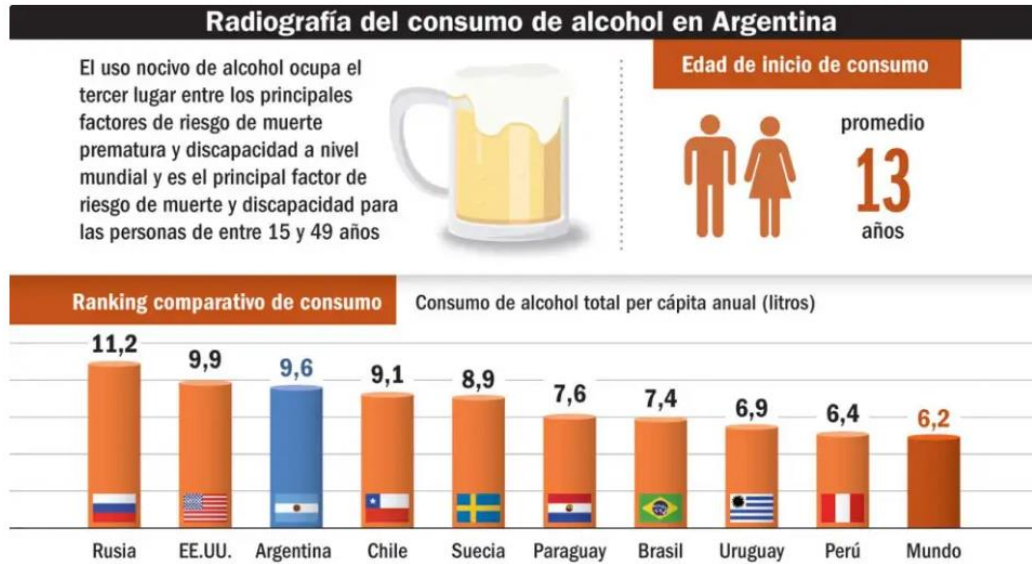 Radiografía del consumo de alcohol en Argentina
El uso nocivo de alcohol ocupa el
tercer lugar entre los principales
factores de riesgo de muerte
prematura y discapacidad a nivel
mundial y es el principal factor de
riesgo de muerte y discapacidad para
las personas de entre 15 y 49 años
Edad de inicio de consumo
promedio
13
años
Ranking comparativo de consumo
Consumo de alcohol total per cápita anual (litros)
11,2
9,9
9,6
9,1
8,9
7,6
7,4
6,9
6,4
6,2
Rusia
EE.UU.
Argentina
Chile
Suecia
Paraguay
Brasil
Uruguay
Perú
Mundo